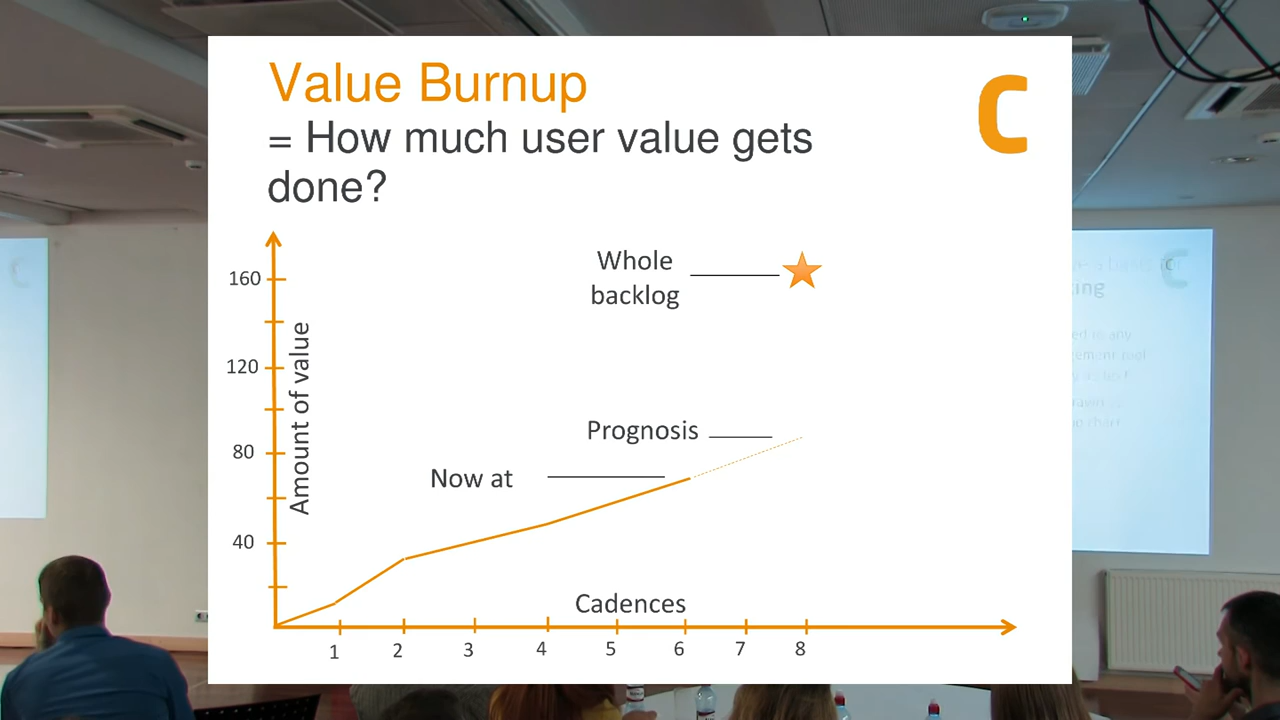 Value Burnup
= How much user value gets
done?
C
Whole
backlog
160
120
80
40
Amount of value
Prognosis
Now at
Cadences
1 2 3 4 5 6 7 8